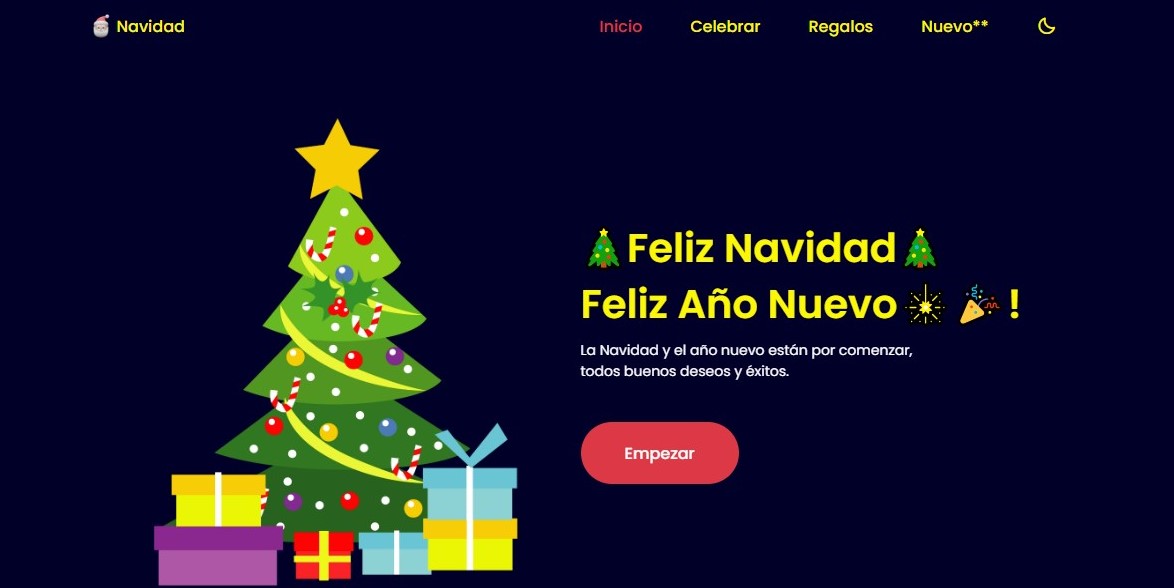 🎅 Navidad
Inicio
Celebrar
Regalos
Nuevo**
🎄Feliz Navidad🎄
Feliz Año Nuevo🎇 🎉!
La Navidad y el año nuevo están por comenzar,
todos buenos deseos y éxitos.
Empezar